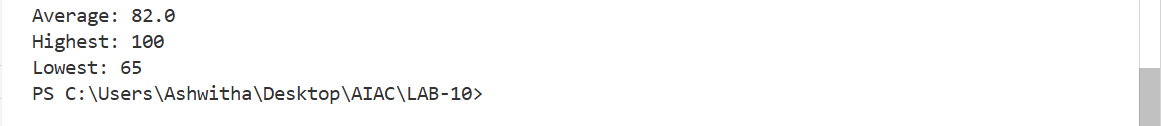 Average: 82.0
Highest: 100
Lowest: 65
PS C:\Users\Ashwitha\Desktop\AIAC\LAB-10>